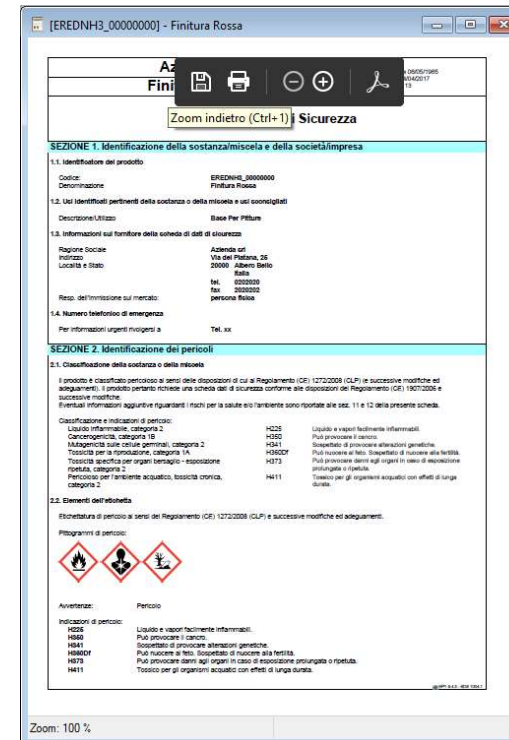 [EREDNH3_00000000] - Finitura Rossa
Az
Finit
06/05/1985
/04/2017
13
Zoom indietro (Ctrl+1)
i Sicurezza
SEZIONE 1. Identificazione della sostanza/miscela e della società/impresa
1.1. Identificatore del prodotto
Codice: EREDNH3_00000000
Denominazione Finitura Rossa
1.2. Usi identificati pertinenti della sostanza o della miscela e usi sconsigliati
Descrizione/Utilizzo Base Per Pitture
1.3. Informazioni sul fornitore della scheda di dati di sicurezza
Ragione Sociale Azienda srl
Indirizzo Via dei Platana, 26
Località e Stato 20000 Albero Bello
Italia
tel. 0202020
fax 2020202
Resp. dell'immissione sul mercato: persona fisica
1.4. Numero telefonico di emergenza
Per informazioni urgenti rivolgersi a Tel. xx
SEZIONE 2. Identificazione dei pericoli
2.1. Classificazione della sostanza o della miscela
Il prodotto è classificato pericoloso ai sensi delle disposizioni di cui al Regolamento (CE) 1272/2008 (CLP) (e successive modifiche ed
adeguamenti). Il prodotto pertanto richiede una scheda dati di sicurezza conforme alle disposizioni del Regolamento (CE) 1907/2006 e
successive modifiche.
Eventuali informazioni aggiuntive riguardanti i rischi per la salute e/o l'ambiente sono riportate alle sez. 11 e 12 della presente scheda.
Classificazione e indicazioni di pericolo:
Liquido infiammabile, categoria 2 H225 Liquido e vapori facilmente infiammabili.
Cancerogenicità, categoria 1B H350 Può provocare il cancro.
Mutagenicità sulle cellule germinali, categoria 2 H341 Sospettato di provocare alterazioni genetiche.
Tossicità per la riproduzione, categoria 1A H360Df Può nuocere al feto. Sospettato di nuocere alla fertilità.
Tossicità specifica per organi bersaglio - esposizione H373 Può provocare danni agli organi in caso di esposizione
ripetuta, categoria 2 prolungata o ripetuta.
Pericoloso per l'ambiente acquatico, tossicità cronica, H411 Tossico per gli organismi acquatici con effetti di lunga
categoria 2 durata.
2.2. Elementi dell'etichetta
Etichettatura di pericolo ai sensi del Regolamento (CE) 1272/2008 (CLP) e successive modifiche ed adeguamenti.
Pittogrammi di pericolo:
Avvertenze: Pericolo
Indicazioni di pericolo:
H225 Liquido e vapori facilmente infiammabili.
H350 Può provocare il cancro.
H341 Sospettato di provocare alterazioni genetiche.
H360Df Può nuocere al feto. Sospettato di nuocere alla fertilità.
H373 Può provocare danni agli organi in caso di esposizione prolungata o ripetuta.
H411 Tossico per gli organismi acquatici con effetti di lunga durata.
Zoom: 100 %